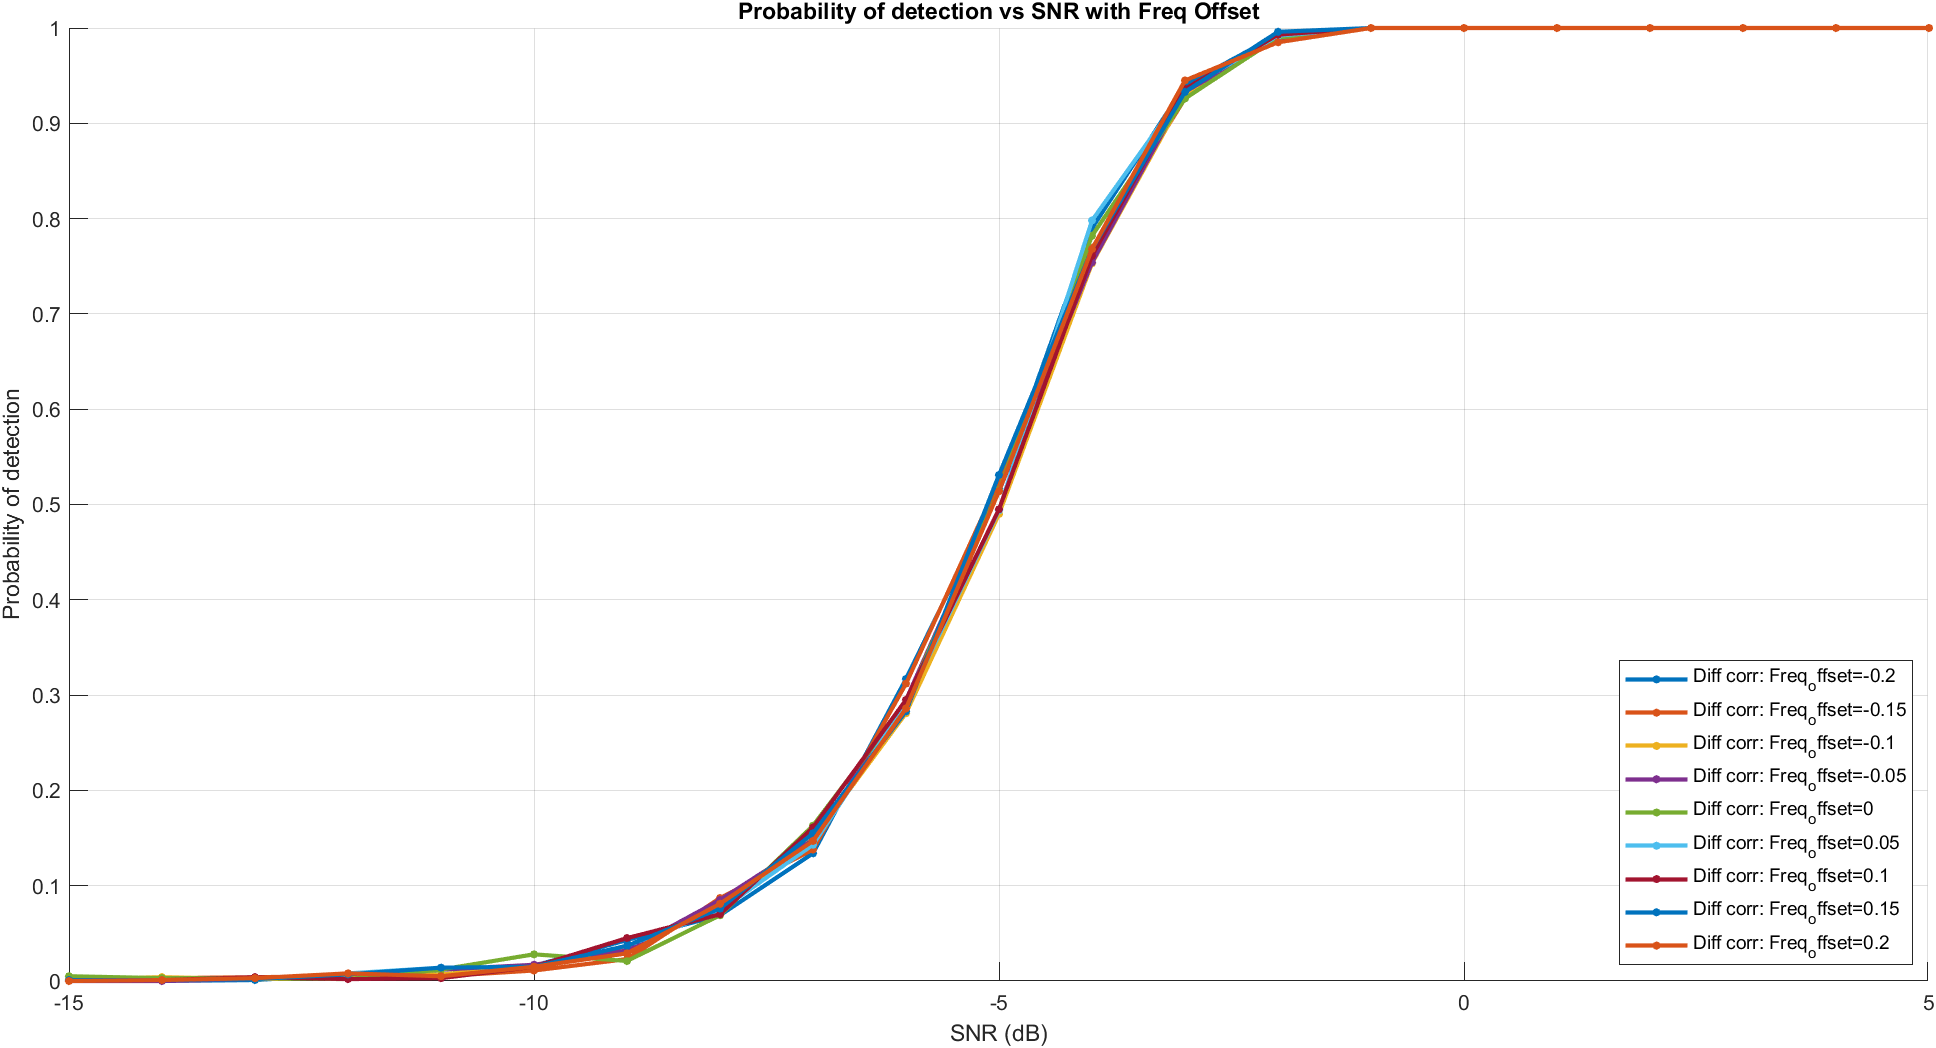 Probability of detection vs SNR with Freq Offset
Probability of detection
1
0.9
0.8
0.7
0.6
0.5
0.4
0.3
0.2
0.1
0
-15
-10
-5
0
5
SNR (dB)
Diff corr: Freqoffset=-0.2
Diff corr: Freqoffset=-0.15
Diff corr: Freqoffset=-0.1
Diff corr: Freqoffset=-0.05
Diff corr: Freqoffset=0
Diff corr: Freqoffset=0.05
Diff corr: Freqoffset=0.1
Diff corr: Freqoffset=0.15
Diff corr: Freqoffset=0.2